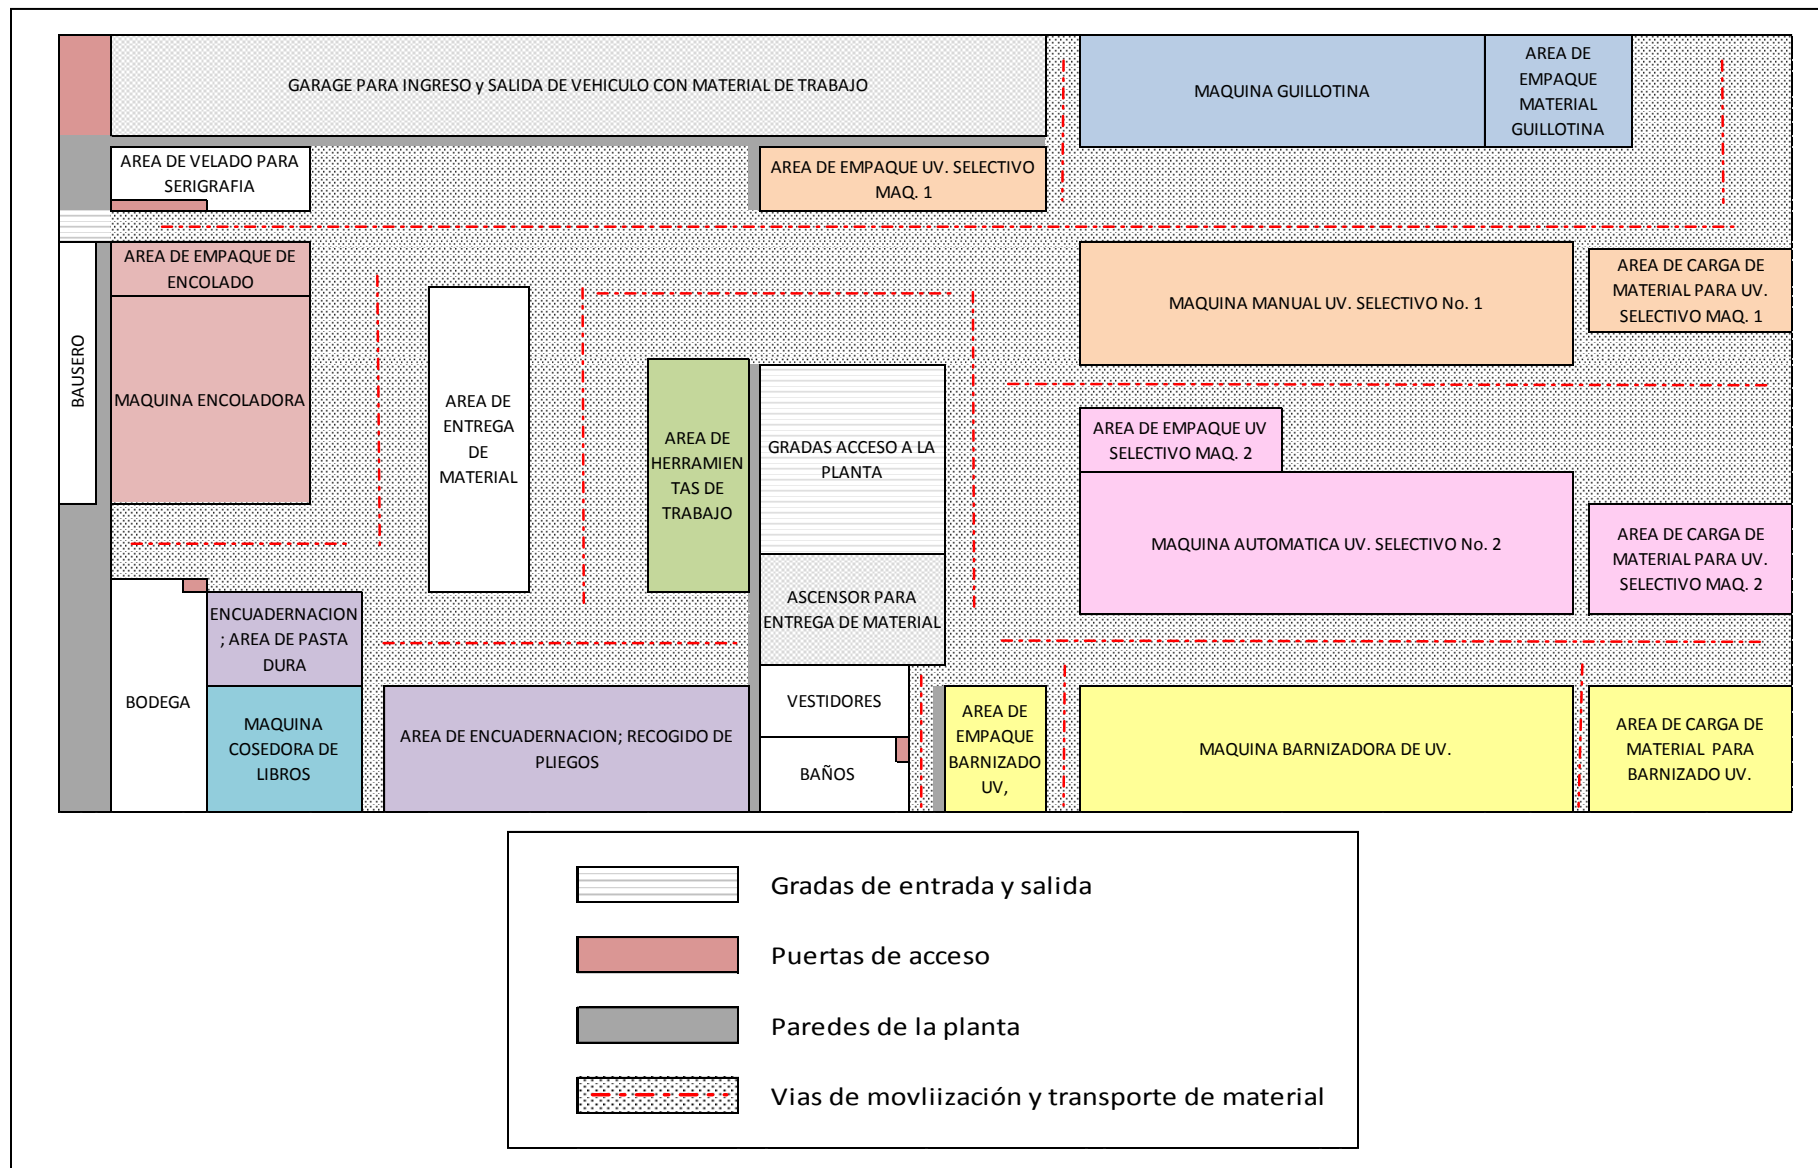 GARAGE PARA INGRESO y SALIDA DE VEHICULO CON MATERIAL DE TRABAJO
MAQUINA GUILLOTINA
AREA DE
EMPAQUE
MATERIAL
GUILLOTINA
AREA DE VELADO PARA
SERIGRAFIA
AREA DE EMPAQUE UV. SELECTIVO
MAQ. 1
AREA DE EMPAQUE DE
ENCOLADO
BAUSERO
MAQUINA ENCOLADORA
AREA DE
ENTREGA
DE
MATERIAL
AREA DE
HERRAMIEN
TAS DE
TRABAJO
GRADAS ACCESO A LA
PLANTA
MAQUINA MANUAL UV. SELECTIVO No. 1
AREA DE CARGA DE
MATERIAL PARA UV.
SELECTIVO MAQ. 1
AREA DE EMPAQUE UV
SELECTIVO MAQ. 2
MAQUINA AUTOMATICA UV. SELECTIVO No. 2
AREA DE CARGA DE
MATERIAL PARA UV.
SELECTIVO MAQ. 2
ASCENSOR PARA
ENTREGA DE MATERIAL
ENCUADERNACION
; AREA DE PASTA
DURA
BODEGA
MAQUINA
COSEDORA DE
LIBROS
AREA DE ENCUADERNACION; RECOGIDO DE
PLIEGOS
VESTIDORES
BAÑOS
AREA DE
EMPAQUE
BARNIZADO
UV,
MAQUINA BARNIZADORA DE UV.
AREA DE CARGA DE
MATERIAL PARA
BARNIZADO UV.
Gradas de entrada y salida
Puertas de acceso
Paredes de la planta
Vias de movliización y transporte de material